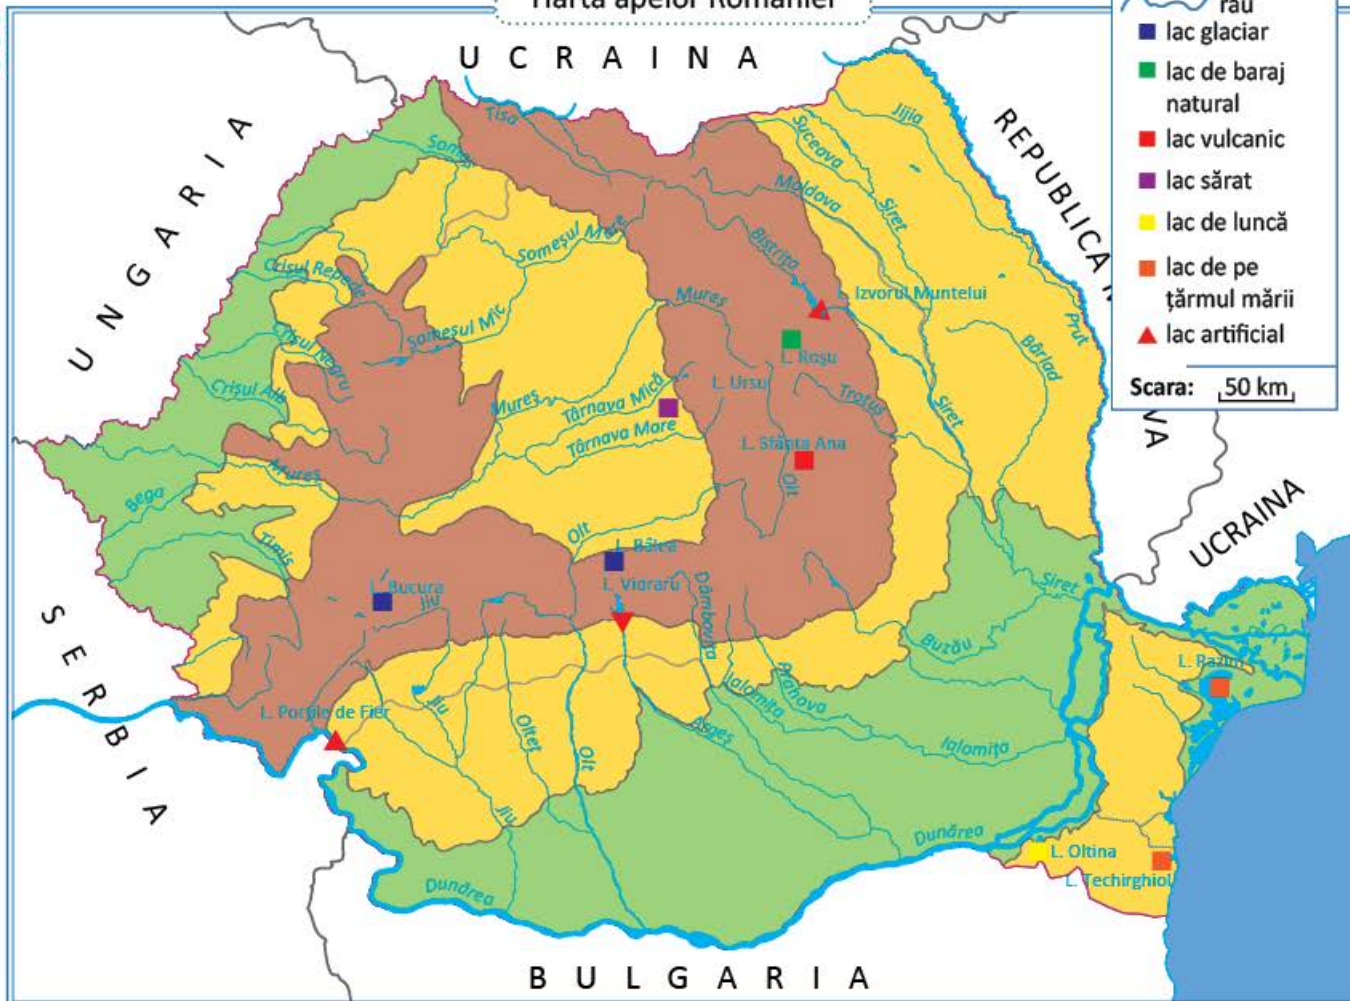 Harta apelor României
râu
lac glaciar
lac de baraj
natural
lac vulcanic
lac sărat
lac de luncă
lac de pe
țărmul mării
lac artificial
Scara: 50 km
UCRAINA
UNGARIA
REPUBLICA
VA
UCRAINA
SERBIA
BULGARIA
Tisa
Someș
Suceava
Jijia
Moldova
Siret
Someșul Mare
Bistrița
Crișul Repede
Mureș
L. Izvorul Muntelui
Prut
Someșul Mic
Crișul Negru
L. Roșu
Bârlad
Crișul Alb
L. Ursu
Mureș
Târnava Mică
Trotuș
Siret
Târnava Mare
L. Sfânta Ana
Mureș
Olt
Bega
Olt
Timiș
L. Bâlea
L. Bucura
L. Vidraru
Dâmbovița
Siret
Jiu
Buzău
L. Razim
Prahova
Ialomița
Jiu
L. Porțile de Fier
Olteț
Argeș
Ialomița
Olt
Jiu
Dunărea
L. Oltina
L. Techirghiol
Dunărea